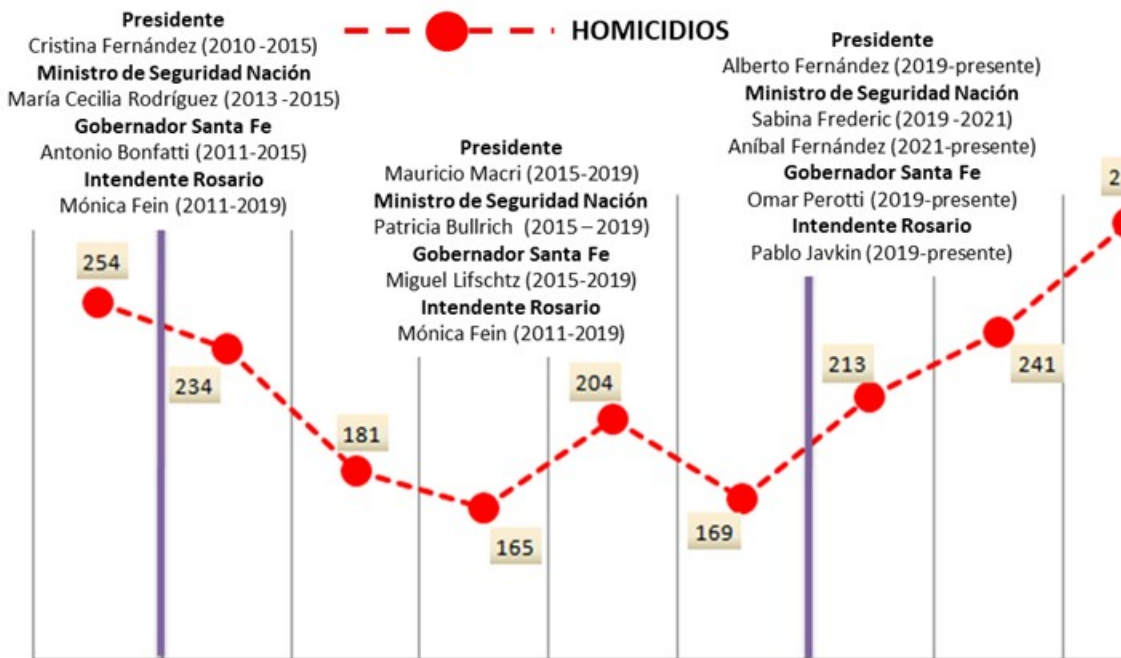 HOMICIDIOS
Presidente
Cristina Fernández (2010 -2015)
Ministro de Seguridad Nación
María Cecilia Rodríguez (2013 -2015)
Gobernador Santa Fe
Antonio Bonfatti (2011-2015)
Intendente Rosario
Mónica Fein (2011-2019)
Presidente
Mauricio Macri (2015-2019)
Ministro de Seguridad Nación
Patricia Bullrich (2015 – 2019)
Gobernador Santa Fe
Miguel Lifschtz (2015-2019)
Intendente Rosario
Mónica Fein (2011-2019)
Presidente
Alberto Fernández (2019-presente)
Ministro de Seguridad Nación
Sabina Frederic (2019 -2021)
Aníbal Fernández (2021-presente)
Gobernador Santa Fe
Omar Perotti (2019-presente)
Intendente Rosario
Pablo Javkin (2019-presente)
254
234
181
165
204
169
213
241